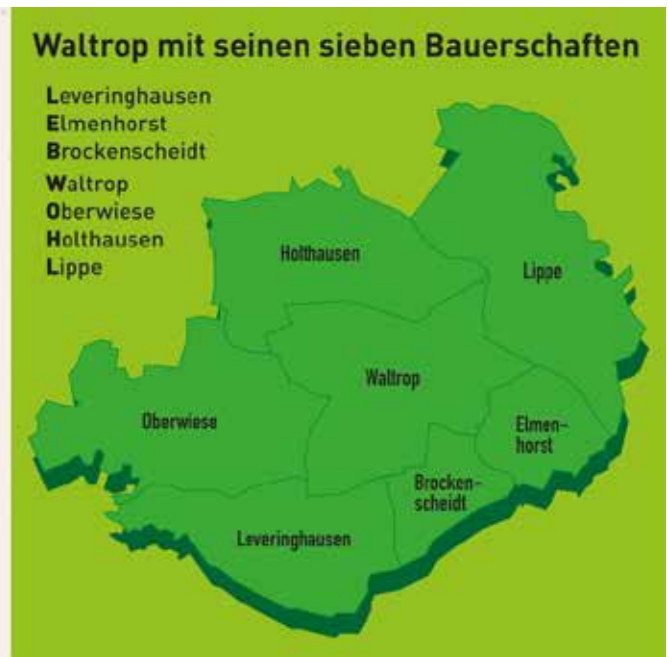 Waltrop mit seinen sieben Bauerschaften
Leveringhausen
Elmenhorst
Brockenscheidt
Waltrop
Oberwiese
Holthausen
Lippe
Holthausen
Lippe
Waltrop
Oberwiese
Elmen-
horst
Brocken-
scheidt
Leveringhausen